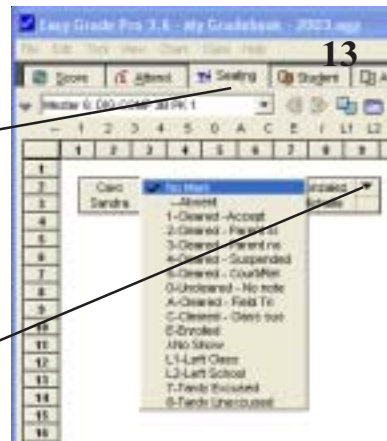 Easy Grade Pro 3.6 - My Gradebook - 2003.egp
File Edit Tools View Chart Class Help
13
Score Attend Seating Student
1 2 3 4 5 0 A C E L1 L2
1 2 3 4 5 6 7 8 9
1
2
Caro
Sandra
No Mark
--Absent
1-Cleared -Accept
2-Cleared - Parent
3-Cleared - Parent no
4-Cleared - Suspended
5-Cleared - Court/
0-Uncleared - No note
A-Cleared - Field Tri
C-Cleared - Class
E-Enrolled
No Show
L1-Left Class
L2-Left School
7-Tardy Excused
8-Tardy Unexcused
3
4
5
6
7
8
9
10
11
12
13
14
15
16